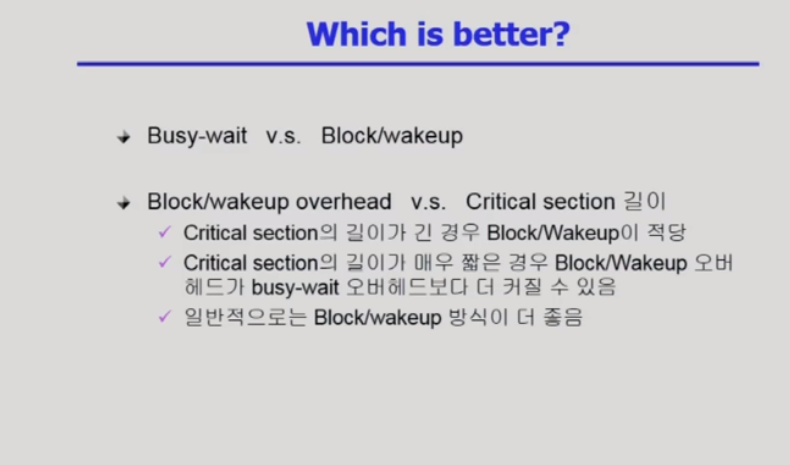 Which is better?
Busy-wait v.s. Block/wakeup
Block/wakeup overhead v.s. Critical section 길이
Critical section의 길이가 긴 경우 Block/Wakeup이 적당
Critical section의 길이가 매우 짧은 경우 Block/Wakeup 오버
헤드가 busy-wait 오버헤드보다 더 커질 수 있음
일반적으로는 Block/wakeup 방식이 더 좋음